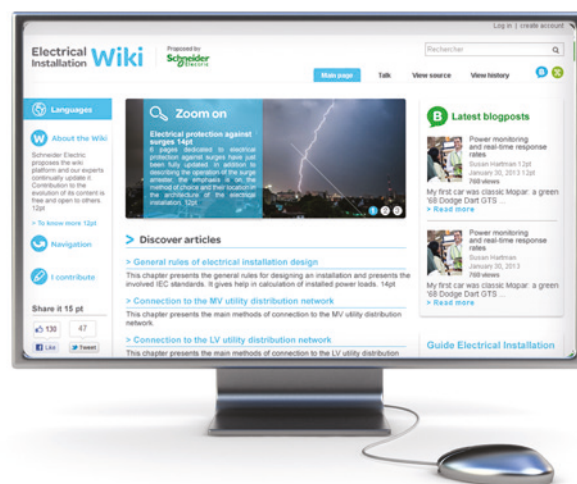 Log in | create account
Electrical
Installation Wiki
Proposed by
Schneider
Electric
Rechercher
Main page
Talk
View source
View history
Languages
About the Wiki
Schneider Electric
proposes the wiki
platform and our experts
continually update it.
Contribution to the
evolution of its content is
free and open to others.
12pt
> To know more 12pt
Navigation
I contribute
Share it 15 pt
130
47
Like
Tweet
Zoom on
Electrical protection against
surges 14pt
6 pages dedicated to electrical
protection against surges have just
been fully updated. In addition to
describing the operation of the surge
arrester, the emphasis is on the
method of choice and their location in
the architecture of the electrical
installation. 12pt
1 2 3
> Discover articles
> General rules of electrical installation design
This chapter presents the general rules for designing an installation and presents the
involved IEC standards. It gives help in calculation of installed power loads. 14pt
> Connection to the MV utility distribution network
This chapter presents the main methods of connection to the MV utility distribution
network.
> Connection to the LV utility distribution network
This chapter presents the main methods of connection to the LV utility distribution
B Latest blogposts
Power monitoring
and real-time response
rates
Susan Hartman 12pt
January 30, 2013
768 views
My first car was classic Mopar: a green
'68 Dodge Dart GTS ...
> Read more
Power monitoring
and real-time response
rates
Susan Hartman
January 30, 2013
768 views
My first car was classic Mopar: a green
'68 Dodge Dart GTS ...
> Read more
Guide Electrical Installation